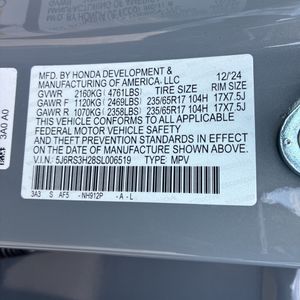 MFD. BY HONDA DEVELOPMENT &
MANUFACTURING OF AMERICA, LLC 12/'24
GVWR 2160KG (4761LBS) TIRE SIZE RIM SIZE
GAWR F 1120KG (2469LBS) 235/65R17 104H 17X7.5J
GAWR R 1070KG (2358LBS) 235/65R17 104H 17X7.5J
THIS VEHICLE CONFORMS TO ALL APPLICABLE
FEDERAL MOTOR VEHICLE SAFETY, BUMPER, AND
THEFT PREVENTION STANDARDS IN EFFECT ON
THE DATE OF MANUFACTURE SHOWN ABOVE.
V.I.N.: 5J6RS3H28SL006519 TYPE: MPV
3A3 S AF5 - NH912P - A - L
3A0 A0